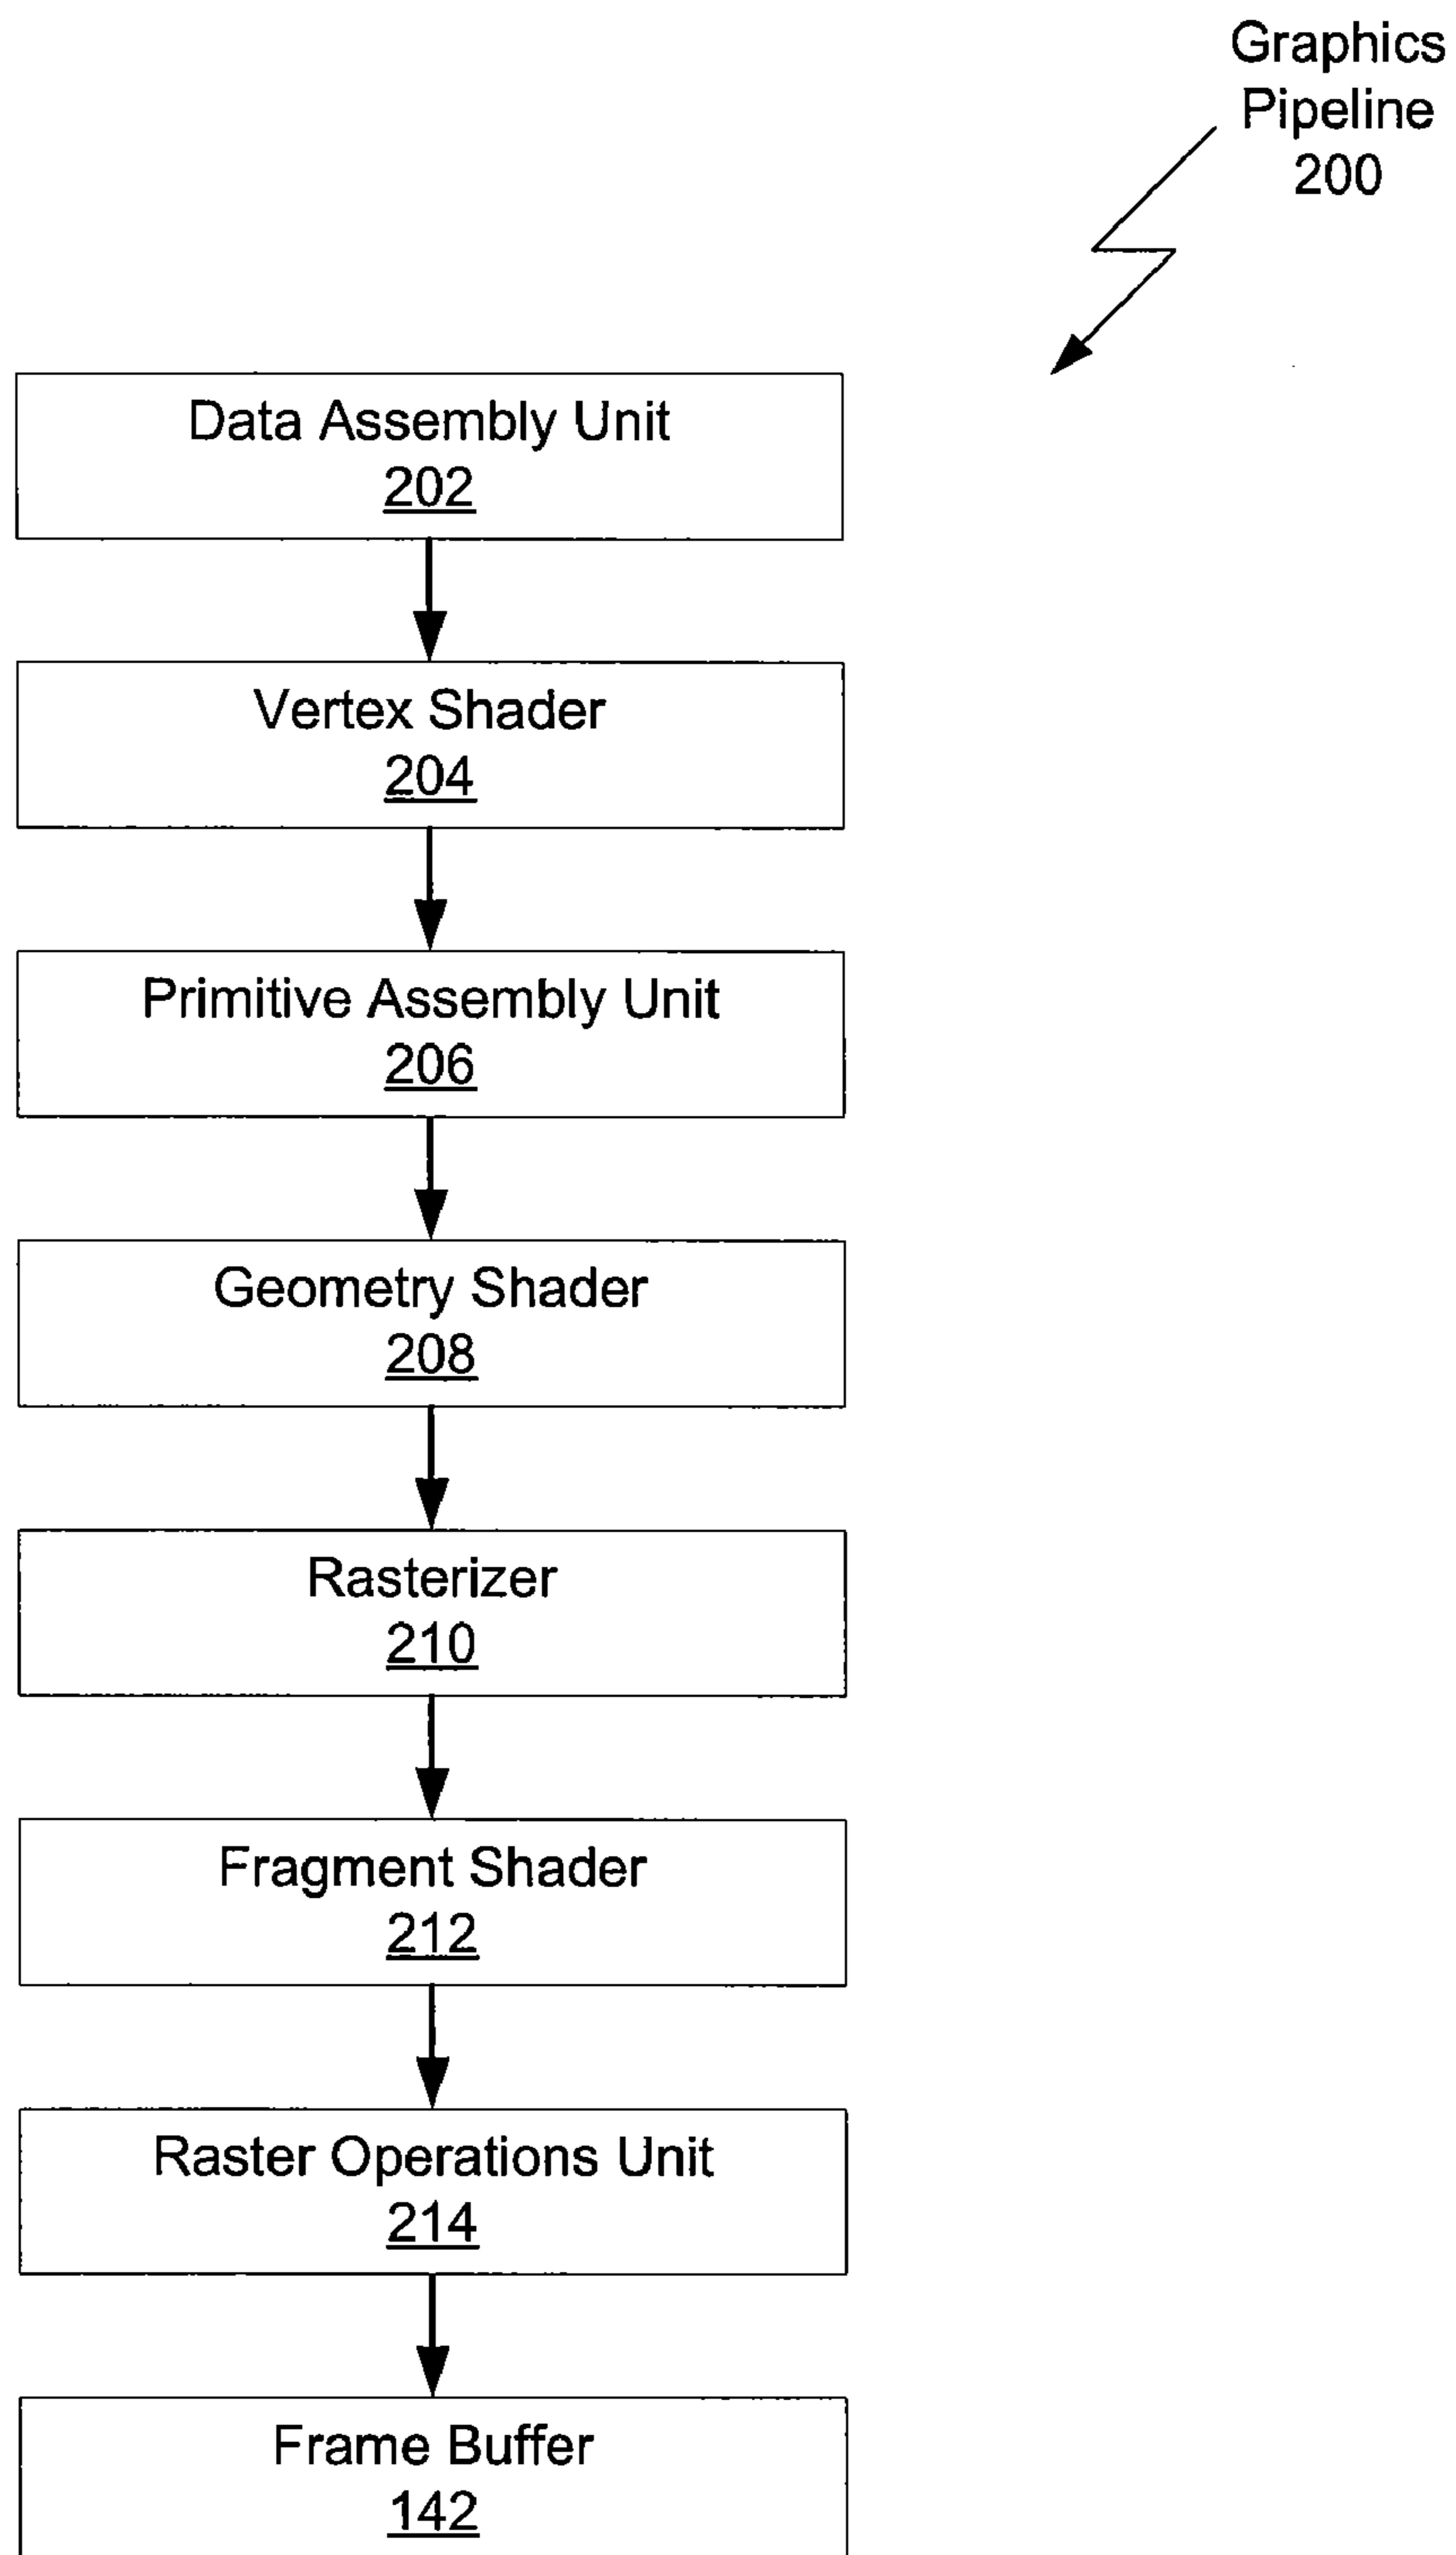 Graphics
Pipeline
200
Data Assembly Unit
202
Vertex Shader
204
Primitive Assembly Unit
206
Geometry Shader
208
Rasterizer
210
Fragment Shader
212
Raster Operations Unit
214
Frame Buffer
142